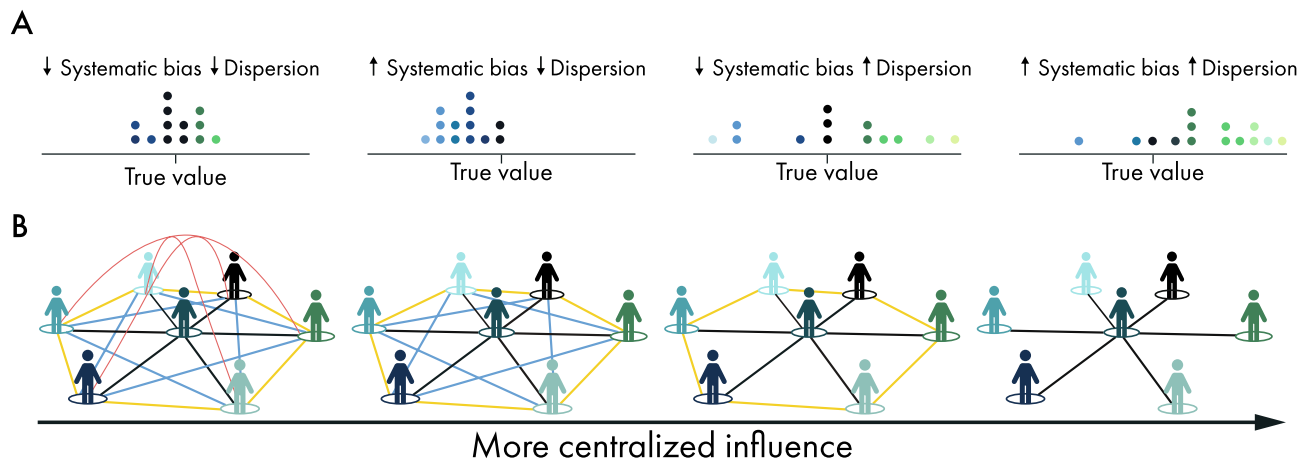 A
↓ Systematic bias ↓ Dispersion
↑ Systematic bias ↓ Dispersion
↓ Systematic bias ↑ Dispersion
↑ Systematic bias ↑ Dispersion
True value
True value
True value
True value
B
More centralized influence